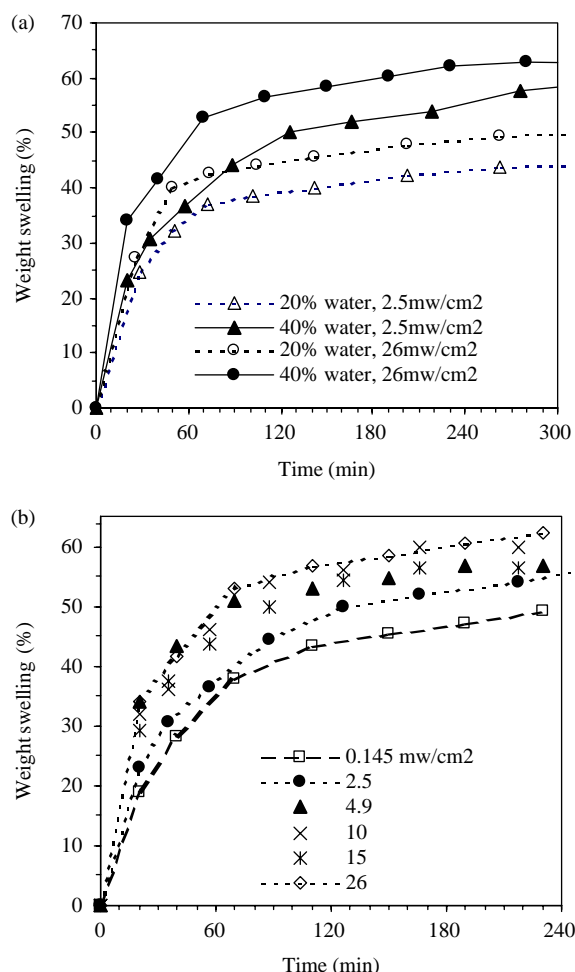 (a)
70
60
50
40
30
20
10
0
Weight swelling (%)
20% water, 2.5mw/cm2
40% water, 2.5mw/cm2
20% water, 26mw/cm2
40% water, 26mw/cm2
0 60 120 180 240 300
Time (min)
(b)
60
50
40
30
20
10
0
Weight swelling (%)
0.145 mw/cm2
2.5
4.9
10
15
26
0 60 120 180 240
Time (min)